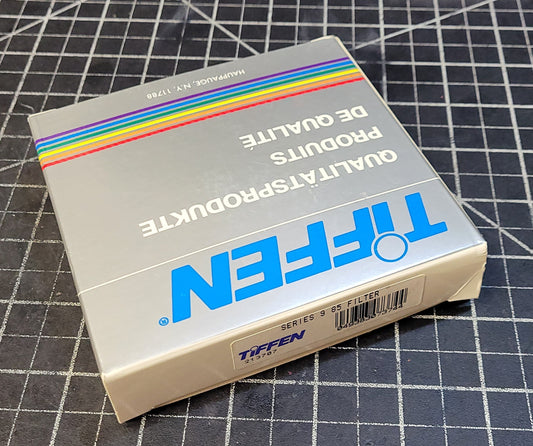 TIFFEN®
QUALITÄTSPRODUKTE
PRODUITS
DE QUALITÉ
HAUPPAUGE, N.Y. 11788
SERIES 9 85 FILTER
TIFFEN